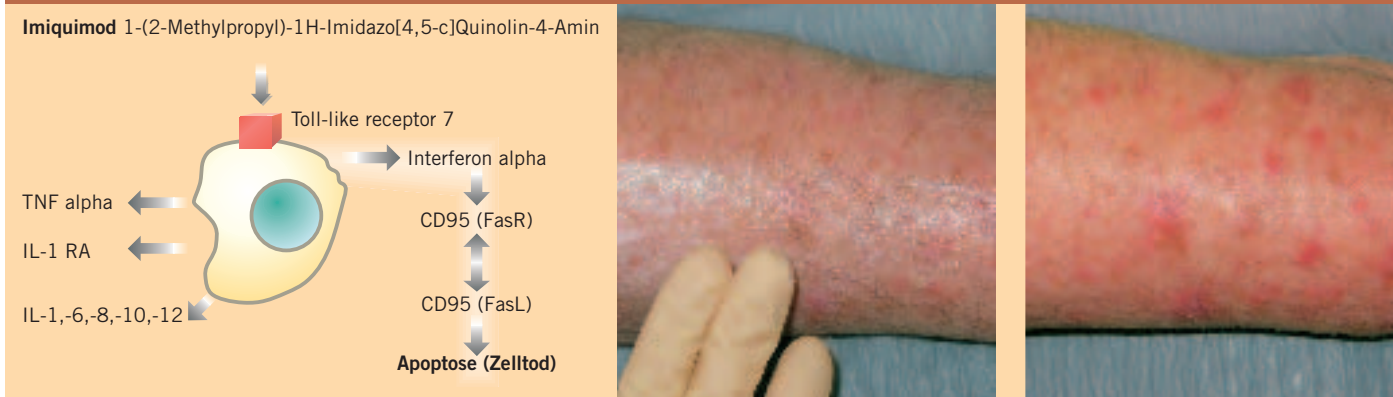 Imiquimod 1-(2-Methylpropyl)-1H-Imidazo[4,5-c]Quinolin-4-Amin
Toll-like receptor 7
Interferon alpha
TNF alpha
CD95 (FasR)
IL-1 RA
CD95 (FasL)
IL-1,-6,-8,-10,-12
Apoptose (Zelltod)